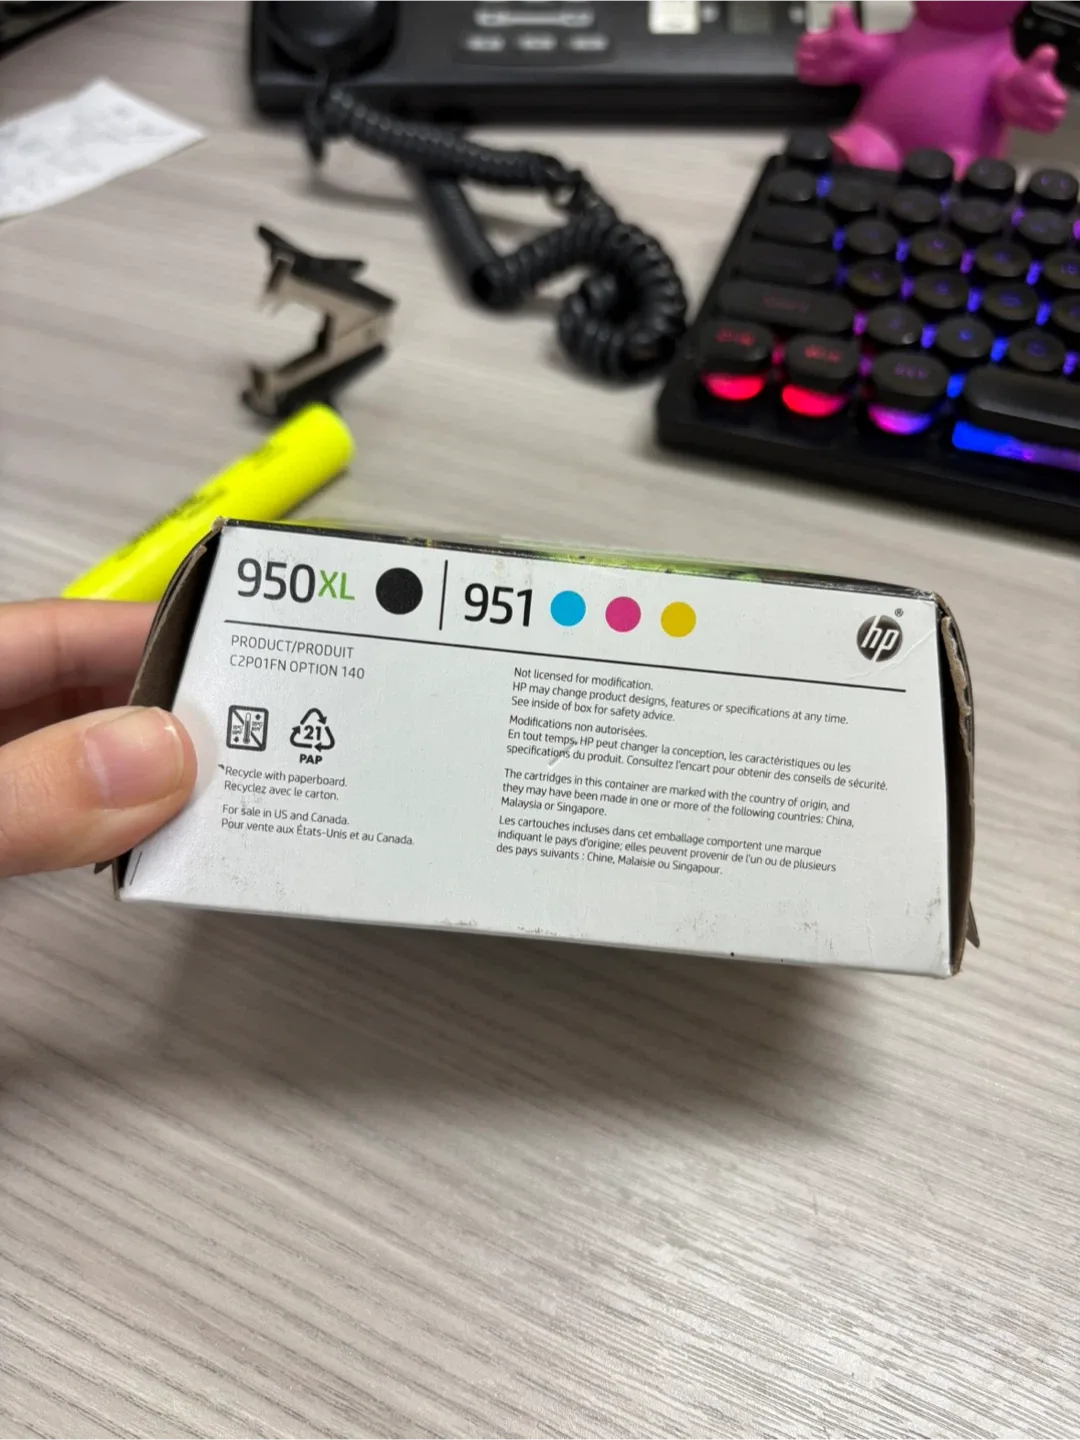 950XL
951
hp®
PRODUCT/PRODUIT
C2P01FN OPTION 140
21
PAP
Recycle with paperboard.
Recyclez avec le carton.
For sale in US and Canada.
Pour vente aux États-Unis et au Canada.
Not licensed for modification.
HP may change product designs, features or specifications at any time.
See inside of box for safety advice.
Modifications non autorisées.
En tout temps, HP peut changer la conception, les caractéristiques ou les
specifications du produit. Consultez l'encart pour obtenir des conseils de sécurité.
The cartridges in this container are marked with the country of origin, and
they may have been made in one or more of the following countries: China,
Malaysia or Singapore.
Les cartouches incluses dans cet emballage comportent une marque
indiquant le pays d'origine; elles peuvent provenir de l'un ou de plusieurs
des pays suivants : Chine, Malaisie ou Singapour.